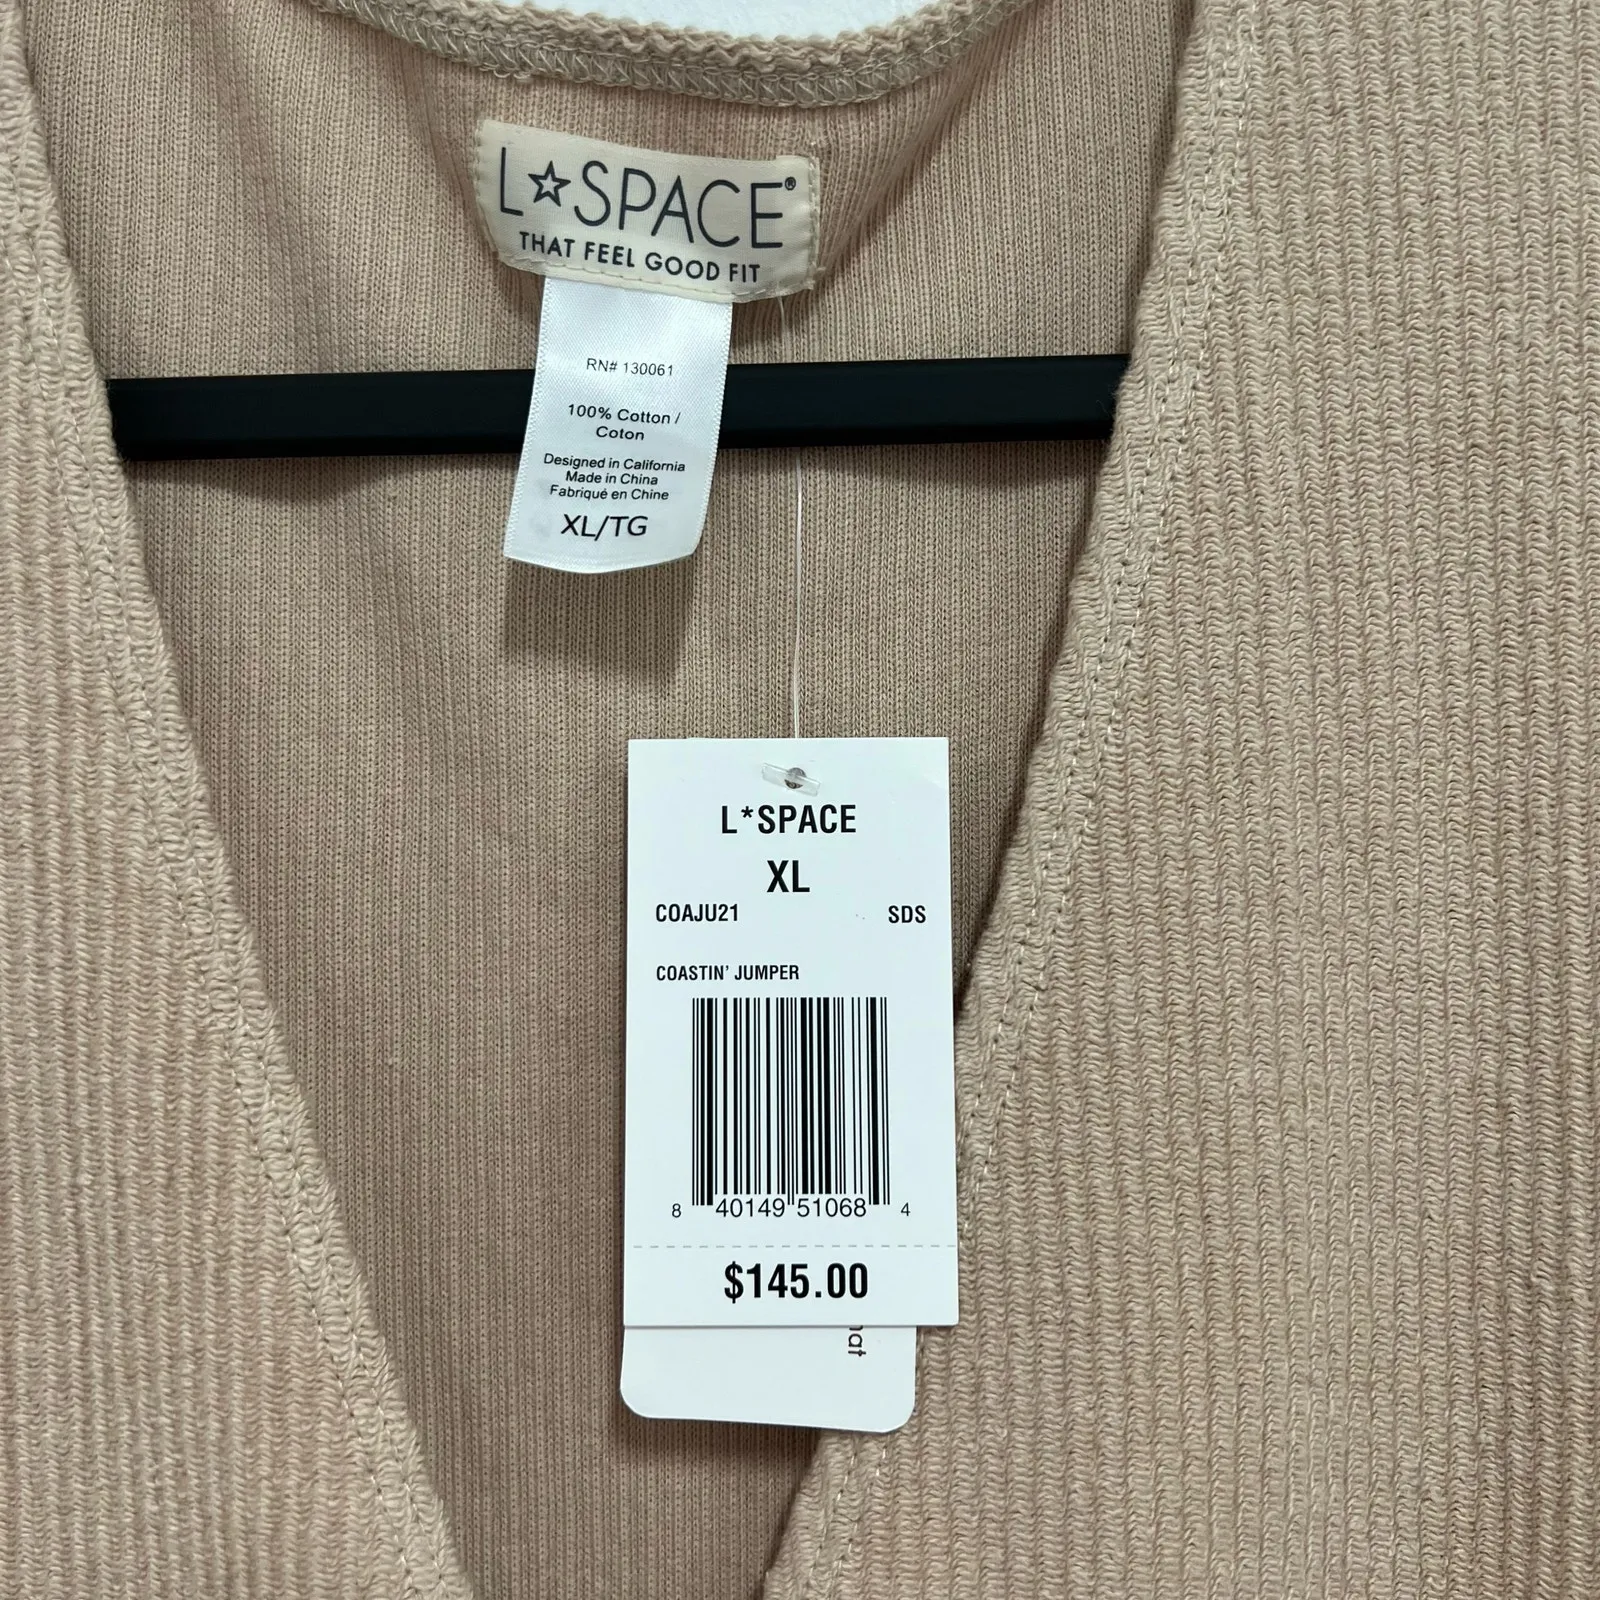 L☆SPACE®
THAT FEEL GOOD FIT
RN# 130061
100% Cotton /
Coton
Designed in California
Made in China
Fabriqué en Chine
XL/TG
L*SPACE
XL
COAJU21 SDS
COASTIN' JUMPER
8 40149 51068 4
$145.00